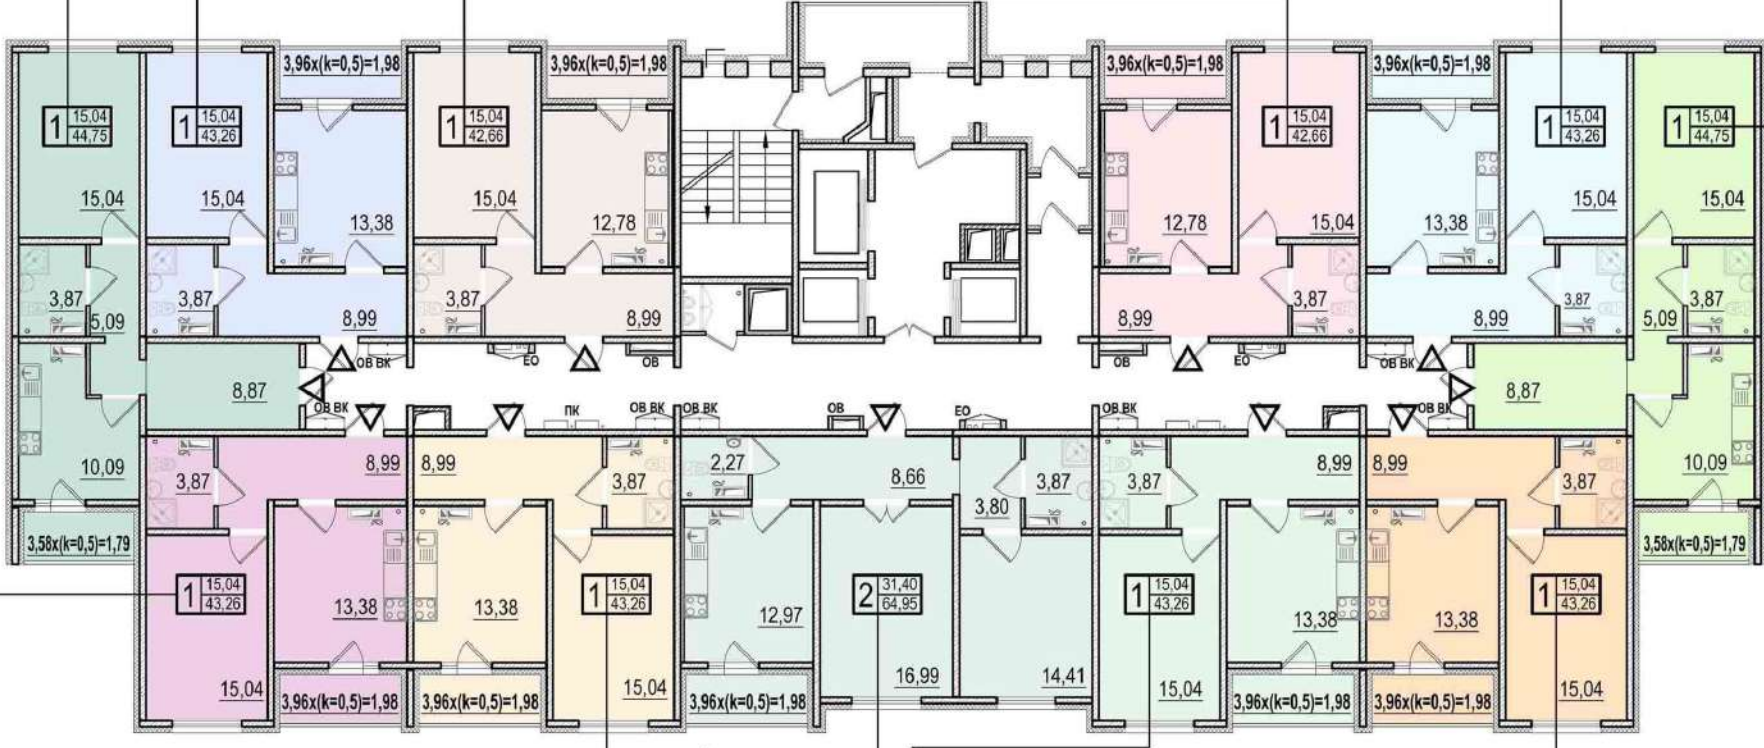 3,96x(k=0,5)=1,98
3,96x(k=0,5)=1,98
3,96x(k=0,5)=1,98
3,96x(k=0,5)=1,98
1 15,04 44,75
1 15,04 43,26
1 15,04 42,66
1 15,04 42,66
1 15,04 43,26
1 15,04 44,75
15,04
15,04
13,38
15,04
12,78
12,78
15,04
13,38
15,04
15,04
3,87
5,09
3,87
8,99
3,87
8,99
8,99
3,87
8,99
3,87
5,09
3,87
ОВ ВК
ЕО
ОВ
ОВ
ЕО
ОВ ВК
8,87
8,87
ОВ ВК
ПК
ОВ ВК
ОВ ВК
ОВ
ЕО
ОВ ВК
ОВ ВК
10,09
3,87
8,99
8,99
3,87
2,27
8,66
3,80
3,87
3,87
8,99
8,99
3,87
10,09
3,58x(k=0,5)=1,79
3,58x(k=0,5)=1,79
1 15,04 43,26
13,38
13,38
1 15,04 43,26
12,97
2 31,40 64,95
1 15,04 43,26
13,38
13,38
1 15,04 43,26
15,04
3,96x(k=0,5)=1,98
3,96x(k=0,5)=1,98
15,04
3,96x(k=0,5)=1,98
16,99
14,41
15,04
3,96x(k=0,5)=1,98
3,96x(k=0,5)=1,98
15,04